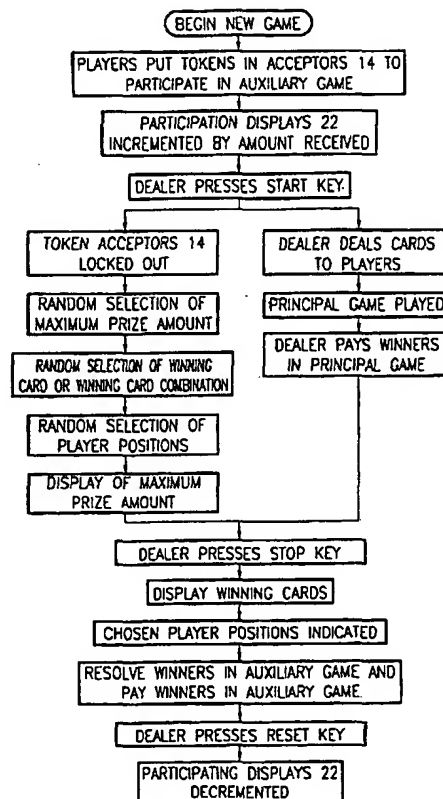 BEGIN NEW GAME
PLAYERS PUT TOKENS IN ACCEPTORS 14 TO
PARTICIPATE IN AUXILIARY GAME
PARTICIPATION DISPLAYS 22
INCREMENTED BY AMOUNT RECEIVED
DEALER PRESSES START KEY.
TOKEN ACCEPTORS 14
LOCKED OUT
RANDOM SELECTION OF
MAXIMUM PRIZE AMOUNT
RANDOM SELECTION OF WINNING
CARD OR WINNING CARD COMBINATION
RANDOM SELECTION OF
PLAYER POSITIONS
DISPLAY OF MAXIMUM
PRIZE AMOUNT
DEALER DEALS CARDS
TO PLAYERS
PRINCIPAL GAME PLAYED
DEALER PAYS WINNERS
IN PRINCIPAL GAME
DEALER PRESSES STOP KEY
DISPLAY WINNING CARDS
CHOSEN PLAYER POSITIONS INDICATED
RESOLVE WINNERS IN AUXILIARY GAME AND
PAY WINNERS IN AUXILIARY GAME
DEALER PRESSES RESET KEY
PARTICIPATING DISPLAYS 22
DECREMENTED